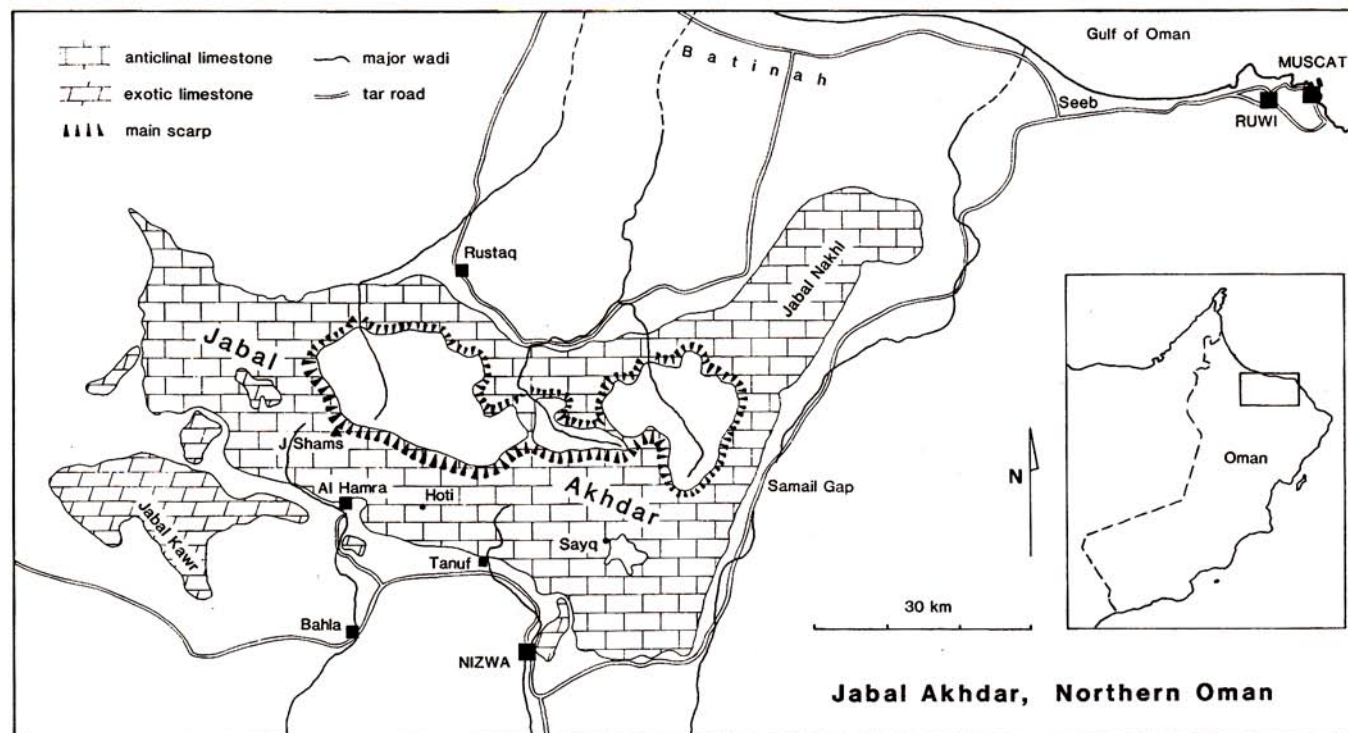 anticlinal limestone
major wadi
exotic limestone
tar road
main scarp
Gulf of Oman
Batinah
MUSCAT
Seeb
RUWI
Rustaq
Jabal Nakhl
Jabal
J Shams
Al Hamra
Hoti
Akhdar
Samail Gap
N
Oman
Jabal Kawr
Sayq
Tanuf
30 km
Bahla
NIZWA
Jabal Akhdar, Northern Oman